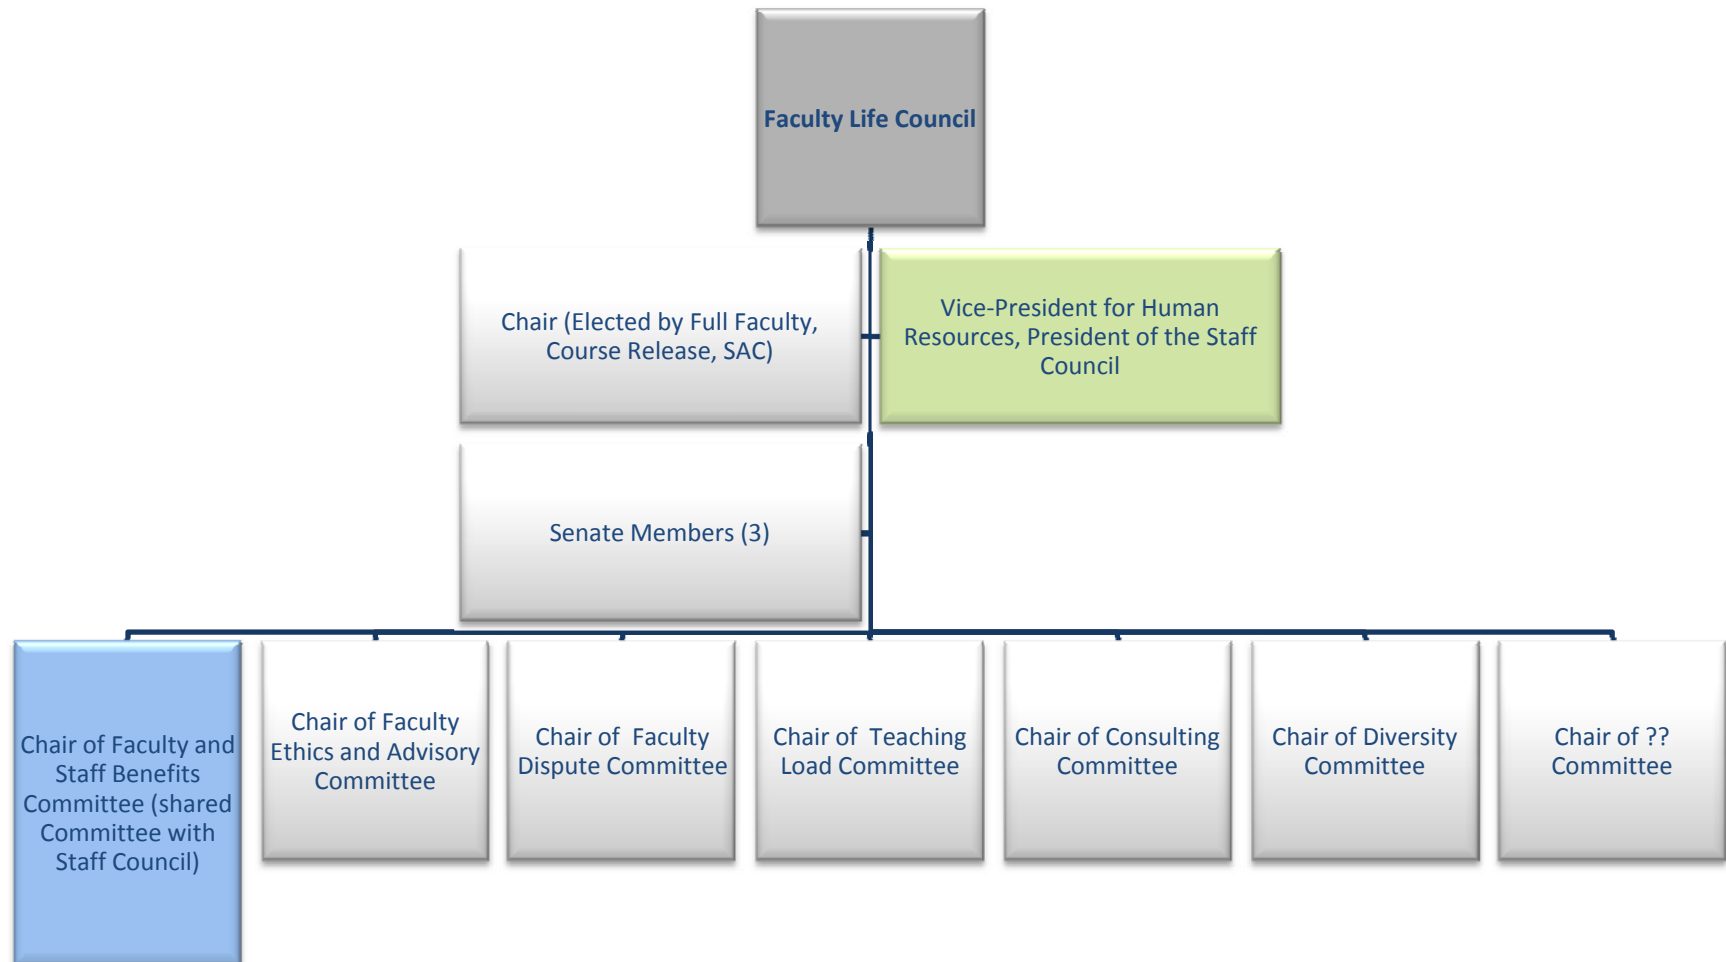 Faculty Life Council
Chair (Elected by Full Faculty,
Course Release, SAC)
Vice-President for Human
Resources, President of the Staff
Council
Senate Members (3)
Chair of Faculty and
Staff Benefits
Committee (shared
Committee with
Staff Council)
Chair of Faculty
Ethics and Advisory
Committee
Chair of  Faculty
Dispute Committee
Chair of  Teaching
Load Committee
Chair of Consulting
Committee
Chair of Diversity
Committee
Chair of ??
Committee